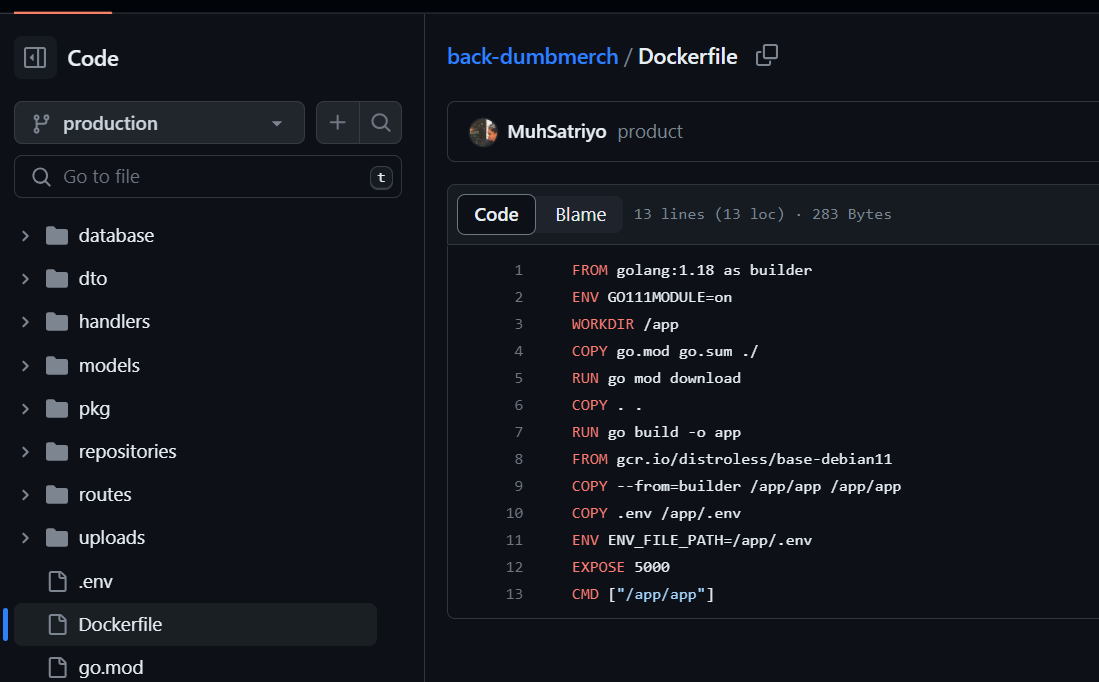 Code
production
Go to file
t
database
dto
handlers
models
pkg
repositories
routes
uploads
.env
Dockerfile
go.mod
back-dumbmerch / Dockerfile
MuhSatriyo product
Code Blame 13 lines (13 loc) · 283 Bytes
1 FROM golang:1.18 as builder
2 ENV GO111MODULE=on
3 WORKDIR /app
4 COPY go.mod go.sum ./
5 RUN go mod download
6 COPY . .
7 RUN go build -o app
8 FROM gcr.io/distroless/base-debian11
9 COPY --from=builder /app/app /app/app
10 COPY .env /app/.env
11 ENV ENV_FILE_PATH=/app/.env
12 EXPOSE 5000
13 CMD ["/app/app"]